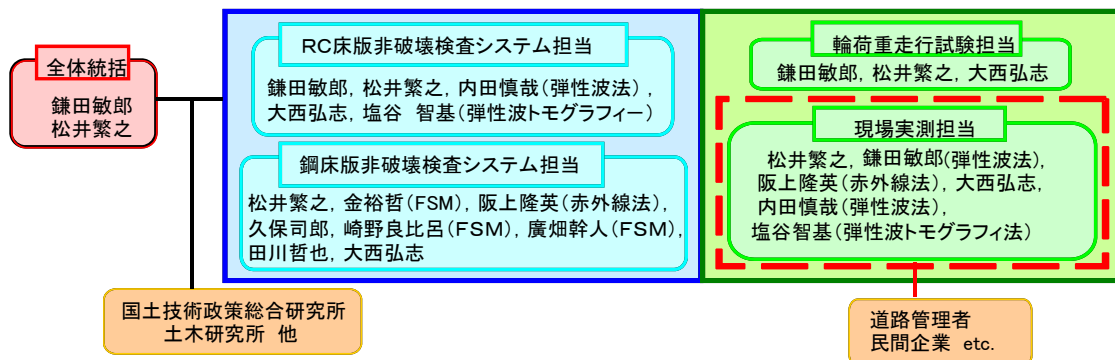 全体統括
鎌田敏郎
松井繁之
RC床版非破壊検査システム担当
鎌田敏郎, 松井繁之, 内田慎哉(弾性波法) ,
大西弘志, 塩谷 智基(弾性波トモグラフィー)
鋼床版非破壊検査システム担当
松井繁之, 金裕哲(FSM), 阪上隆英(赤外線法),
久保司郎, 崎野良比呂(FSM), 廣畑幹人(FSM),
田川哲也, 大西弘志
輪荷重走行試験担当
鎌田敏郎, 松井繁之, 大西弘志
現場実測担当
松井繁之, 鎌田敏郎(弾性波法),
阪上隆英(赤外線法), 大西弘志,
内田慎哉(弾性波法),
塩谷智基(弾性波トモグラフィ法)
国土技術政策総合研究所
土木研究所 他
道路管理者
民間企業 etc.